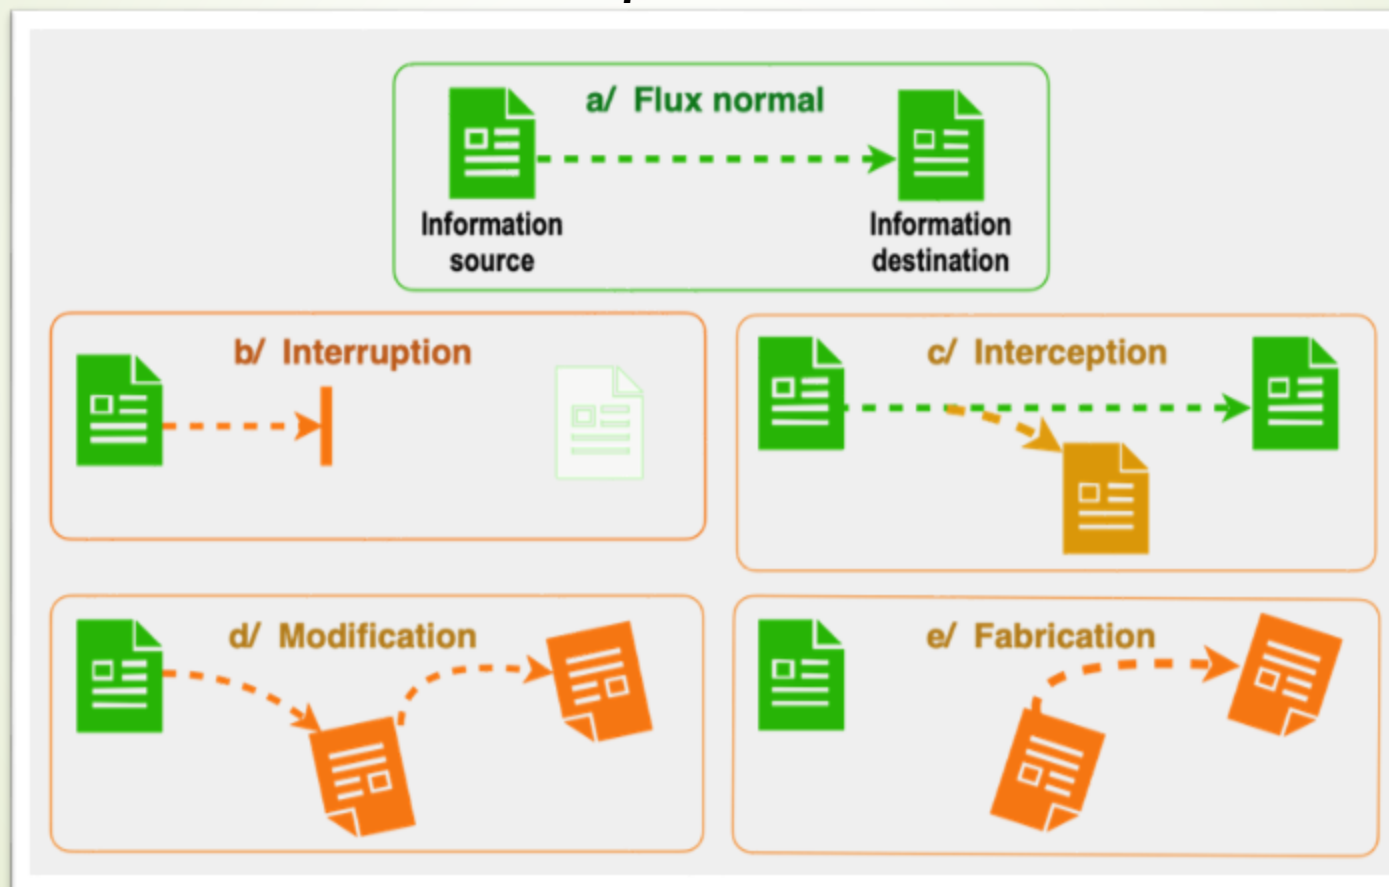 a/ Flux normal
Information
source
Information
destination
b/ Interruption
c/ Interception
d/ Modification
e/ Fabrication